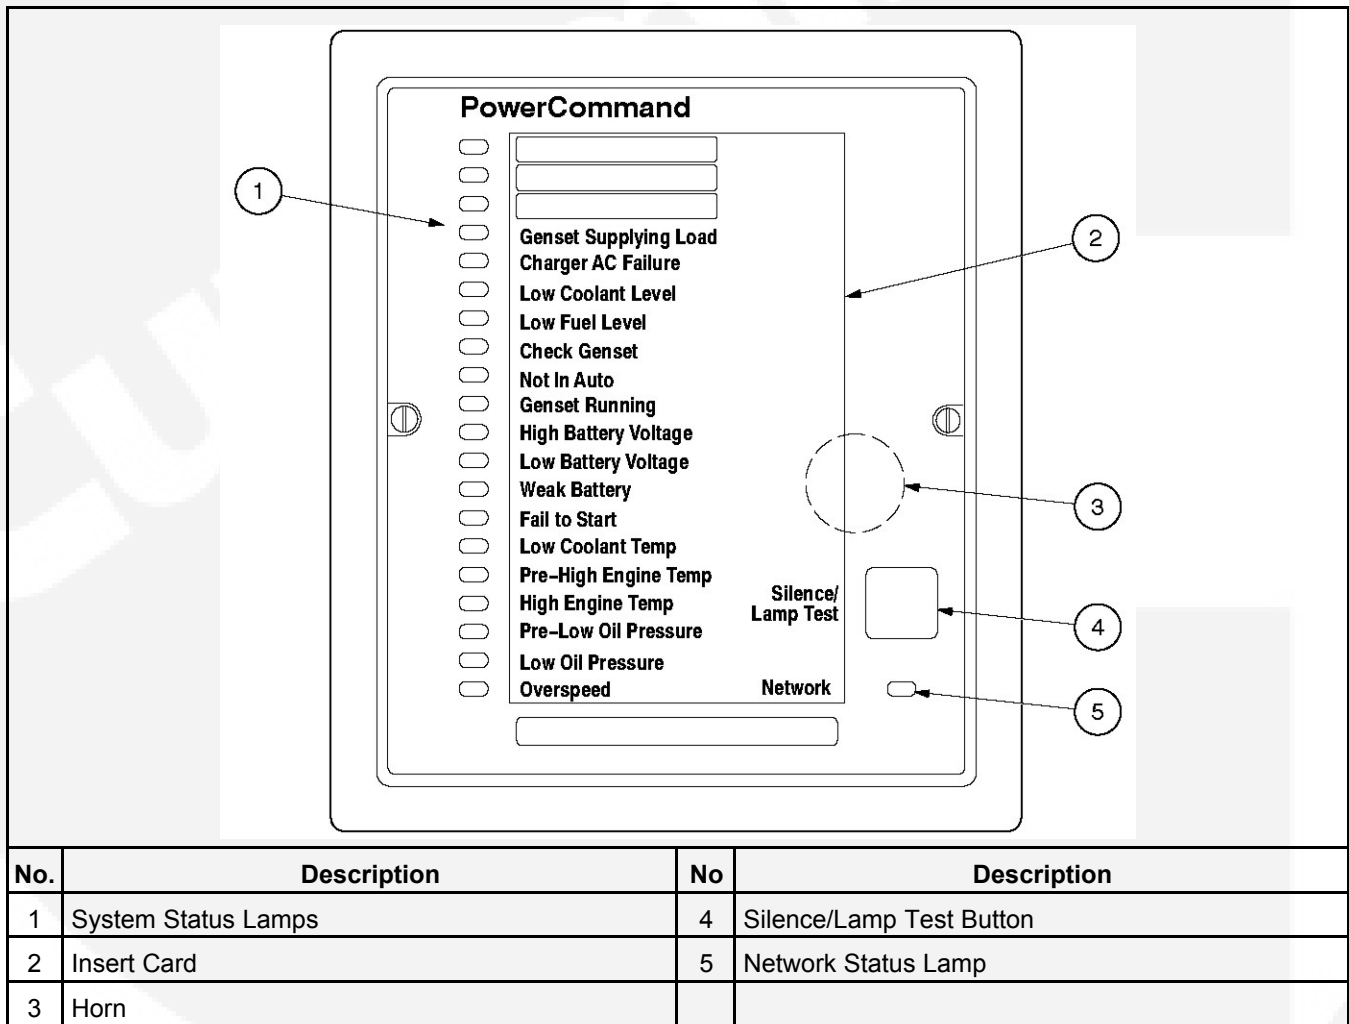 PowerCommand
1
Genset Supplying Load
2
Charger AC Failure
Low Coolant Level
Low Fuel Level
Check Genset
Not In Auto
Genset Running
High Battery Voltage
Low Battery Voltage
Weak Battery
3
Fail to Start
Low Coolant Temp
Pre-High Engine Temp
High Engine Temp
Silence/
Lamp Test
4
Pre-Low Oil Pressure
Low Oil Pressure
Overspeed
Network
5
No. Description No Description
1 System Status Lamps 4 Silence/Lamp Test Button
2 Insert Card 5 Network Status Lamp
3 Horn